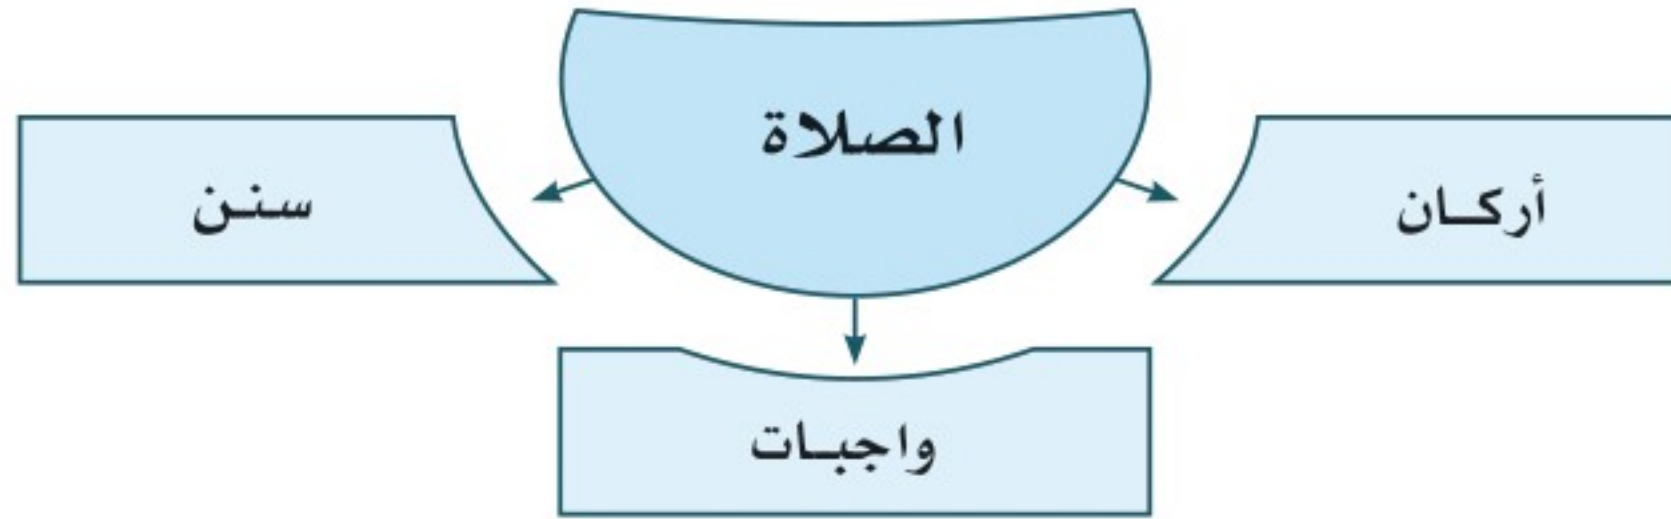 الصلاة
أركان
سنن
واجبات